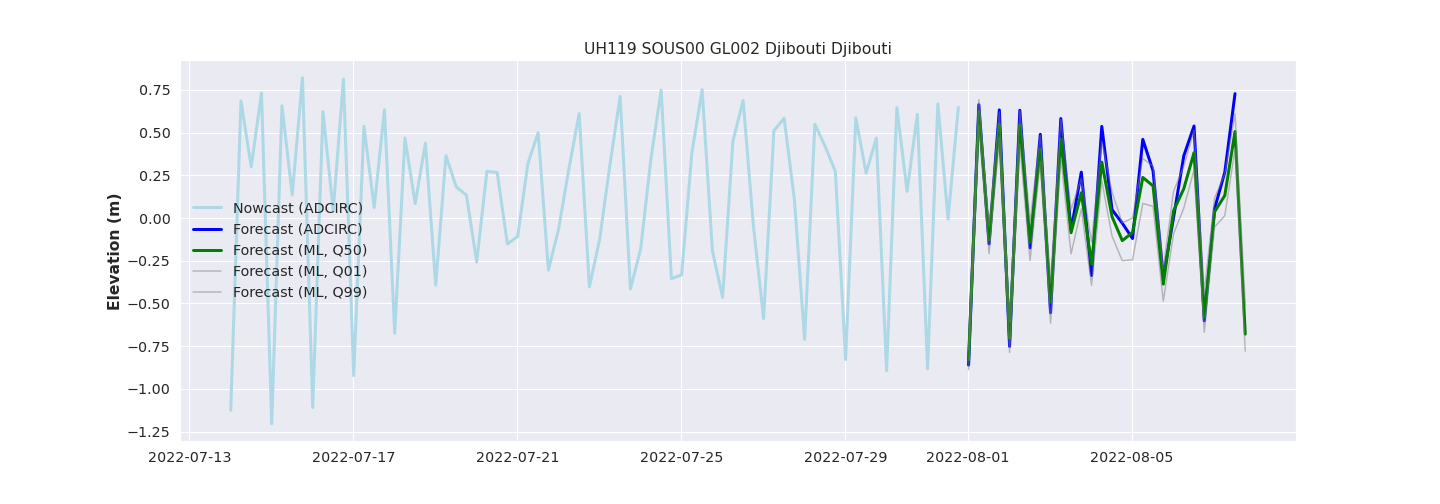 UH119 SOUS00 GL002 Djibouti Djibouti
Elevation (m)
0.75
0.50
0.25
0.00
−0.25
−0.50
−0.75
−1.00
−1.25
Nowcast (ADCIRC)
Forecast (ADCIRC)
Forecast (ML, Q50)
Forecast (ML, Q01)
Forecast (ML, Q99)
2022-07-13 2022-07-17 2022-07-21 2022-07-25 2022-07-29 2022-08-01 2022-08-05